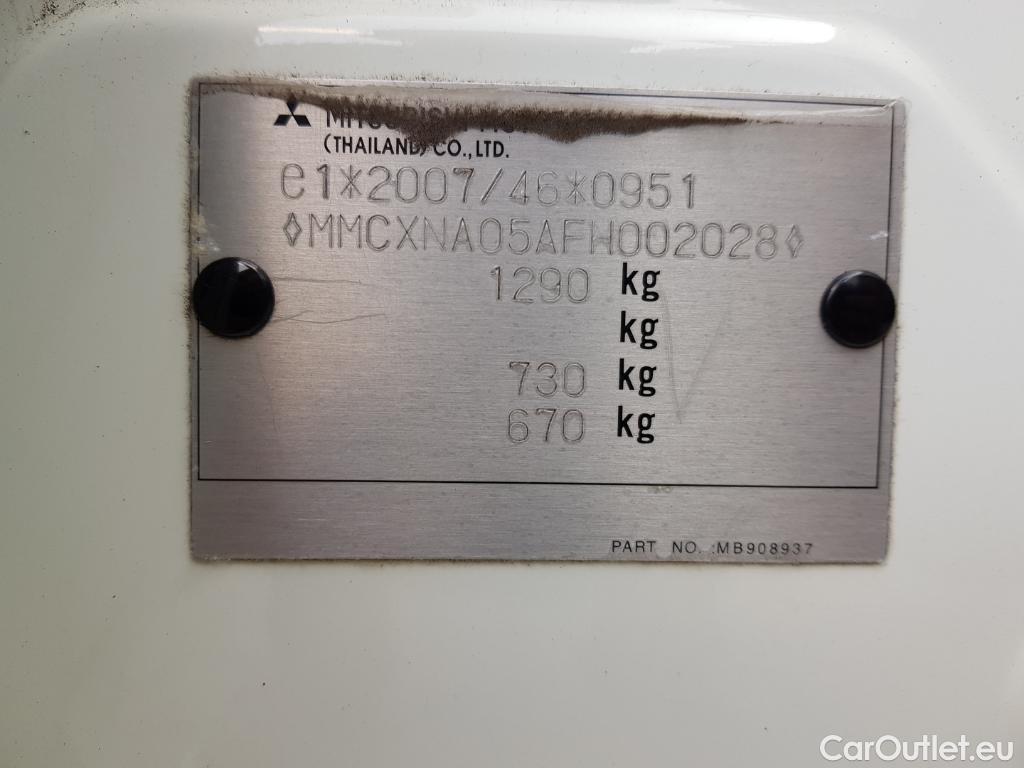 (THAILAND) CO., LTD.
e1*2007/46*0951
◊MMCXNA05AFH002028◊
1290 kg
kg
730 kg
670 kg
PART NO. :MB908937
CarOutlet.eu